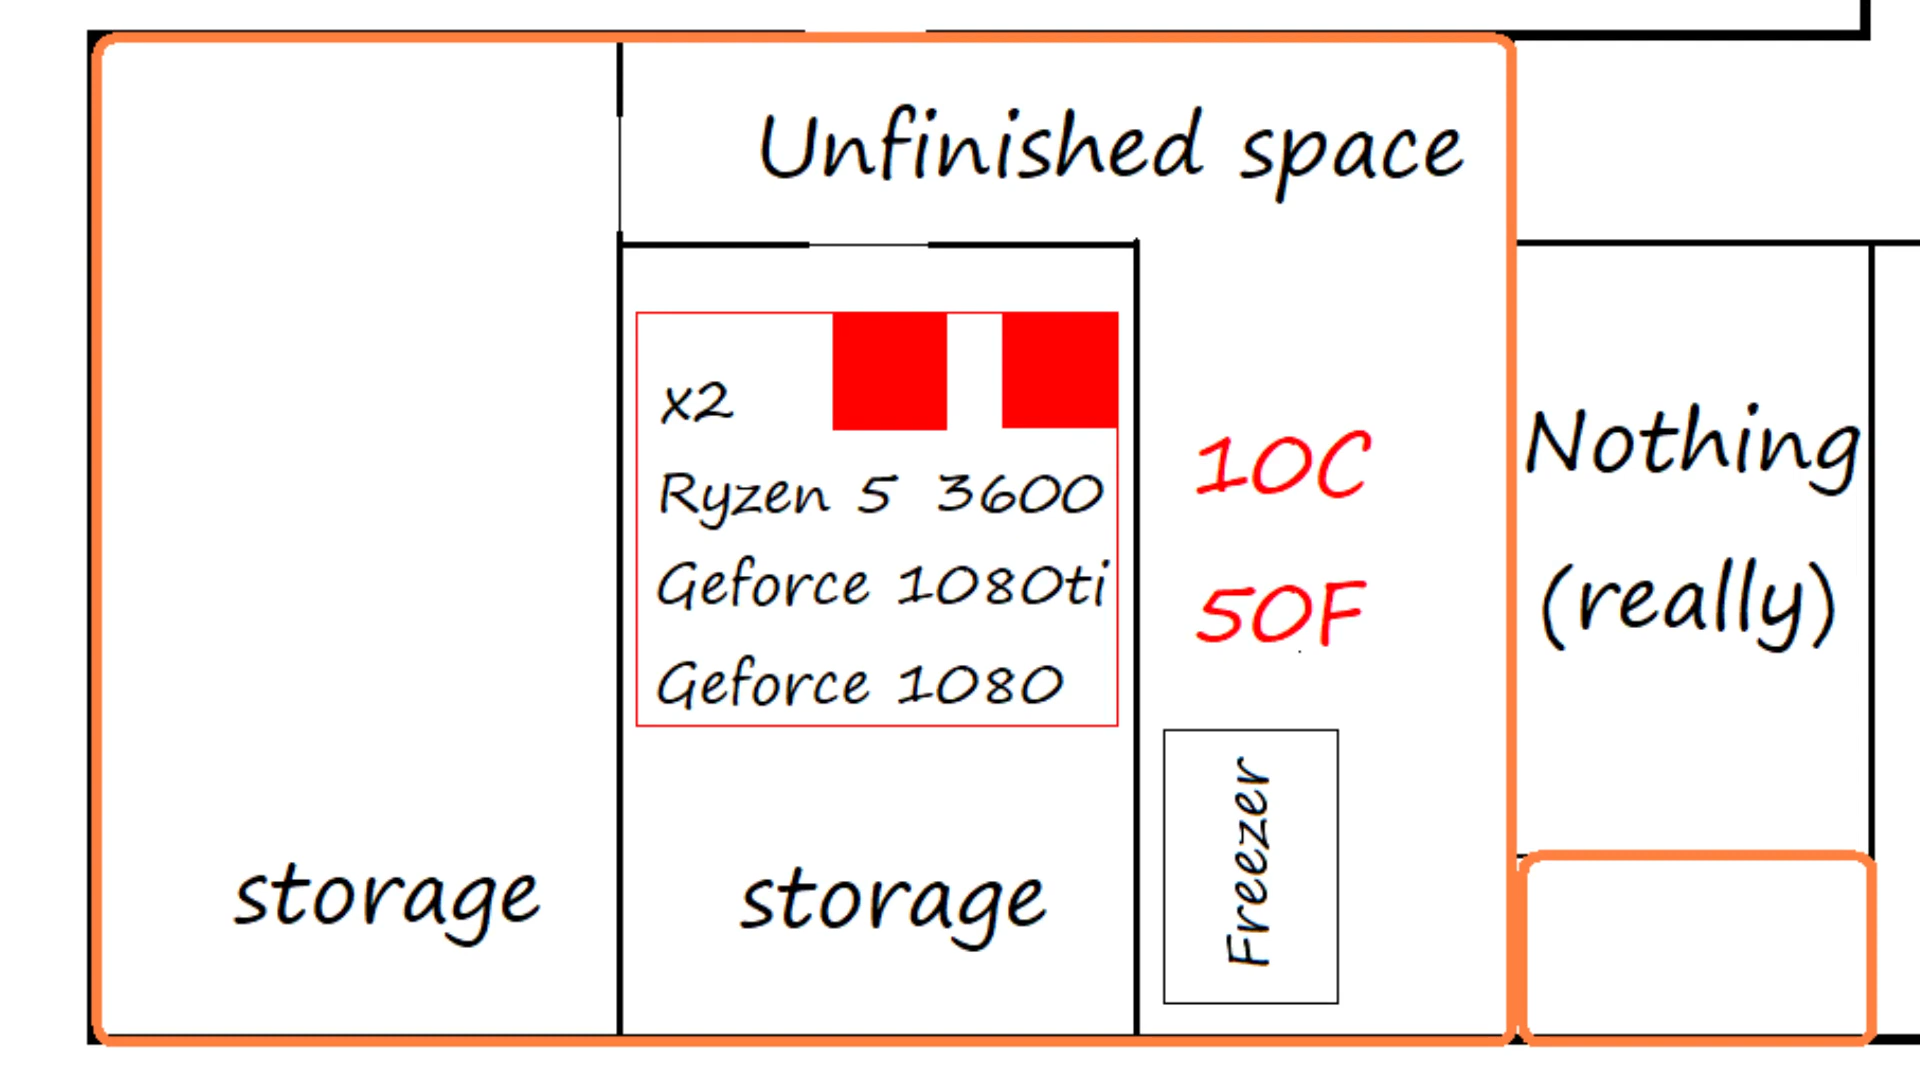 Unfinished space
x2
Ryzen 5 3600
Geforce 1080ti
Geforce 1080
10C
50F
Nothing
(really)
Freezer
storage
storage